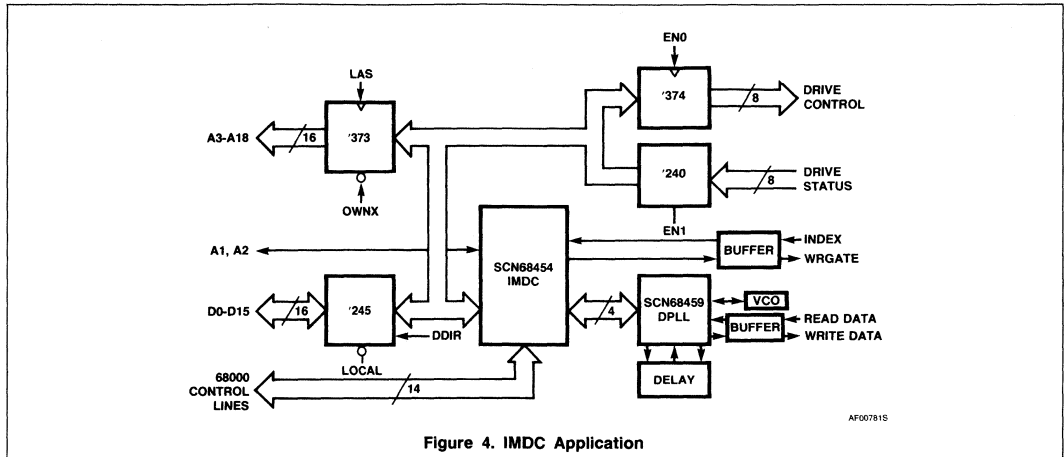 EN0
LAS
'374
8
DRIVE
CONTROL
A3-A18
16
'373
'240
8
DRIVE
STATUS
OWNX
EN1
A1, A2
SCN68454
IMDC
BUFFER
INDEX
WRGATE
D0-D15
16
'245
DDIR
4
SCN68459
DPLL
VCO
BUFFER
READ DATA
WRITE DATA
LOCAL
DELAY
68000
CONTROL
LINES
14
AF00781S
Figure 4. IMDC Application